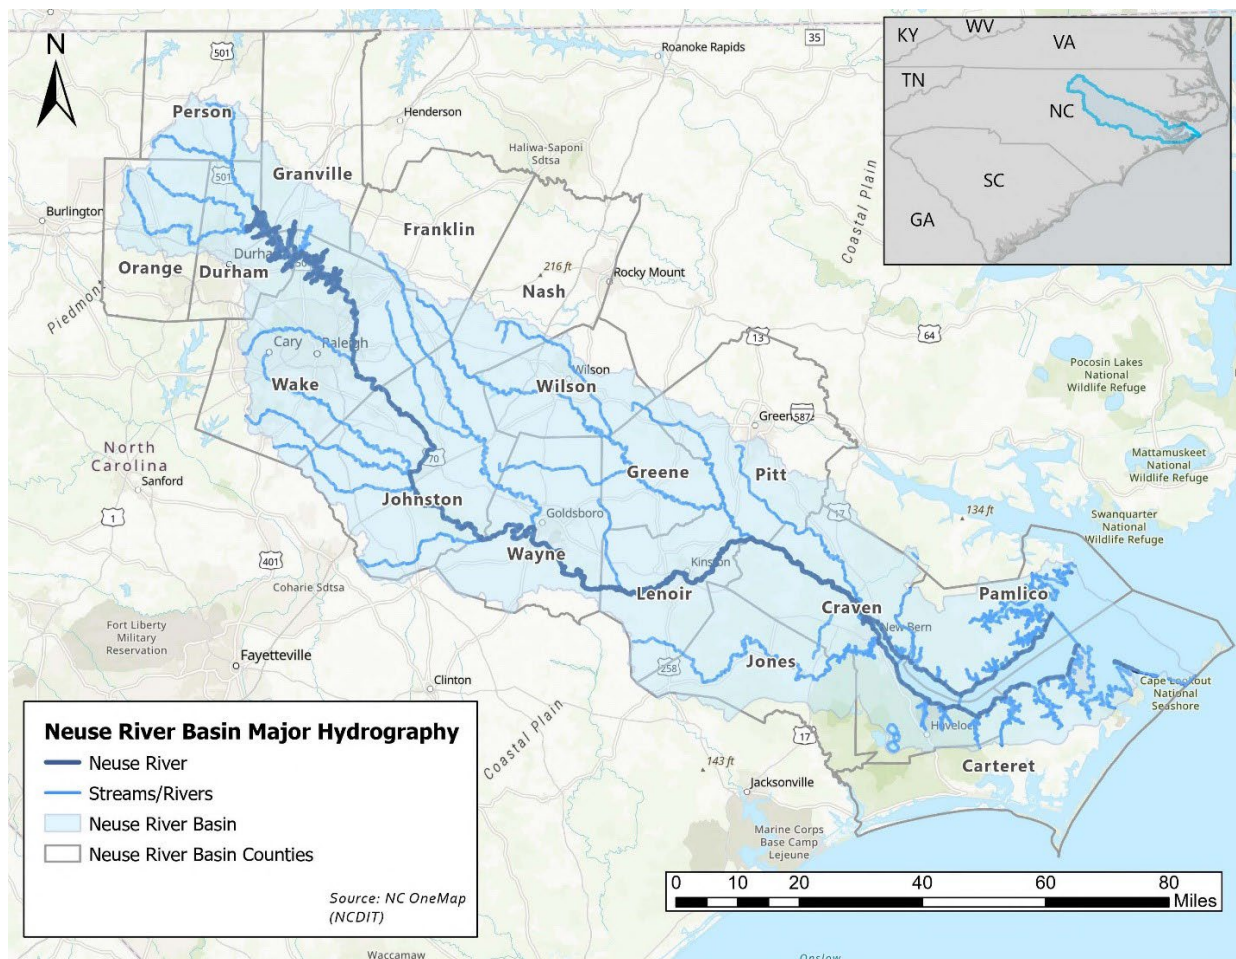 N
501
Person
Roanoke Rapids
35
Henderson
Haliwa-Saponi
Sdtsa
Granville
501
Burlington
Franklin
Coastal Plain
KY
WV
VA
TN
NC
SC
GA
Orange
Durham
Durham
Piedmont
216 ft
Nash
Rocky Mount
13
64
Pocosin Lakes
National
Wildlife Refuge
Cary
Raleigh
Wake
Wilson
Wilson
587
North
Carolina
Sanford
70
Greene
Pitt
Mattamuskeet
National
Wildlife Refuge
1
Johnston
Goldsboro
17
134 ft
Swanquarter
National
Wildlife Refuge
401
Wayne
Coharie Sdtsa
Kinston
Lenoir
Craven
Pamlico
New Bern
Fort Liberty
Military
Reservation
Fayetteville
258
Jones
Clinton
Cape Lookout
National
Seashore
Havelock
17
Coastal Plain
143 ft
Carteret
Jacksonville
Marine Corps
Base Camp
Lejeune
Neuse River Basin Major Hydrography
Neuse River
Streams/Rivers
Neuse River Basin
Neuse River Basin Counties
Source: NC OneMap
(NCDIT)
0 10 20 40 60 80
Miles
Waccamaw
Onslow